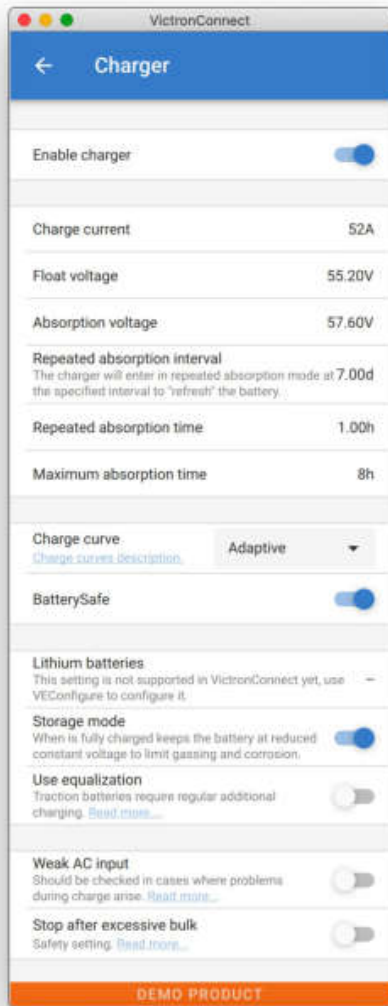 VictronConnect
Charger
Enable charger
Charge current 52A
Float voltage 55.20V
Absorption voltage 57.60V
Repeated absorption interval
The charger will enter in repeated absorption mode at 7.00d
the specified interval to "refresh" the battery.
Repeated absorption time 1.00h
Maximum absorption time 8h
Charge curve Adaptive
Charge curves description.
BatterySafe
Lithium batteries
This setting is not supported in VictronConnect yet, use –
VEConfigure to configure it
Storage mode
When is fully charged keeps the battery at reduced
constant voltage to limit gassing and corrosion.
Use equalization
Traction batteries require regular additional
charging. Read more...
Weak AC input
Should be checked in cases where problems
during charge arise. Read more...
Stop after excessive bulk
Safety setting. Read more...
DEMO PRODUCT